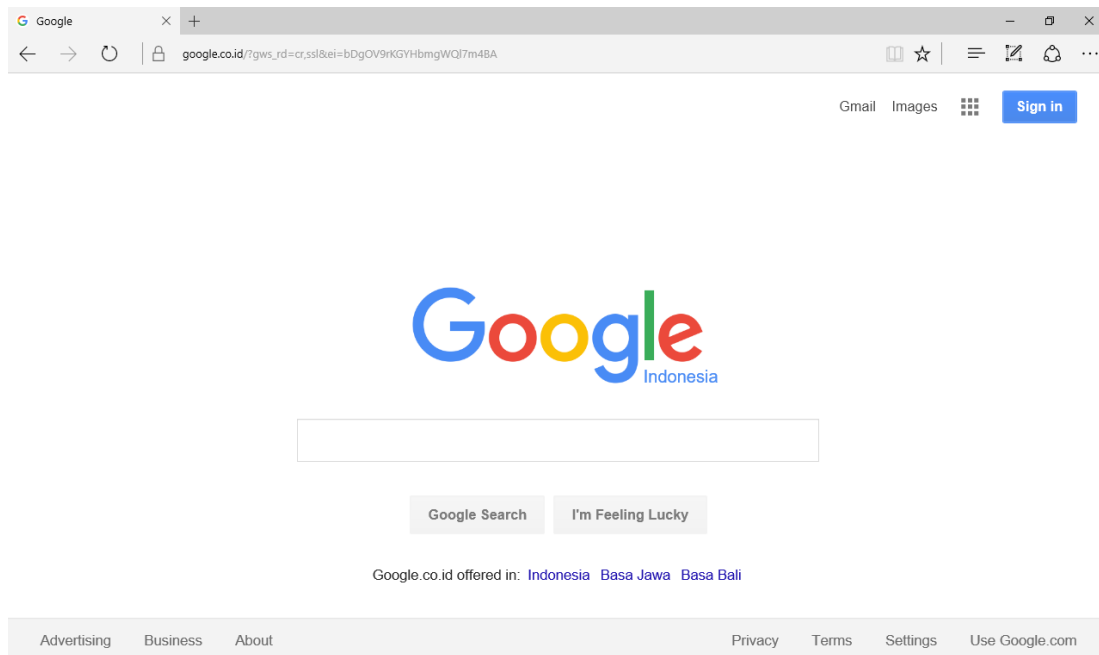 Google
google.co.id/?gws_rd=cr,ssl&ei=bDgOV9rKGYHbmgWQl7m4BA
Gmail Images Sign in
Google
Indonesia
Google Search I'm Feeling Lucky
Google.co.id offered in: Indonesia Basa Jawa Basa Bali
Advertising Business About Privacy Terms Settings Use Google.com